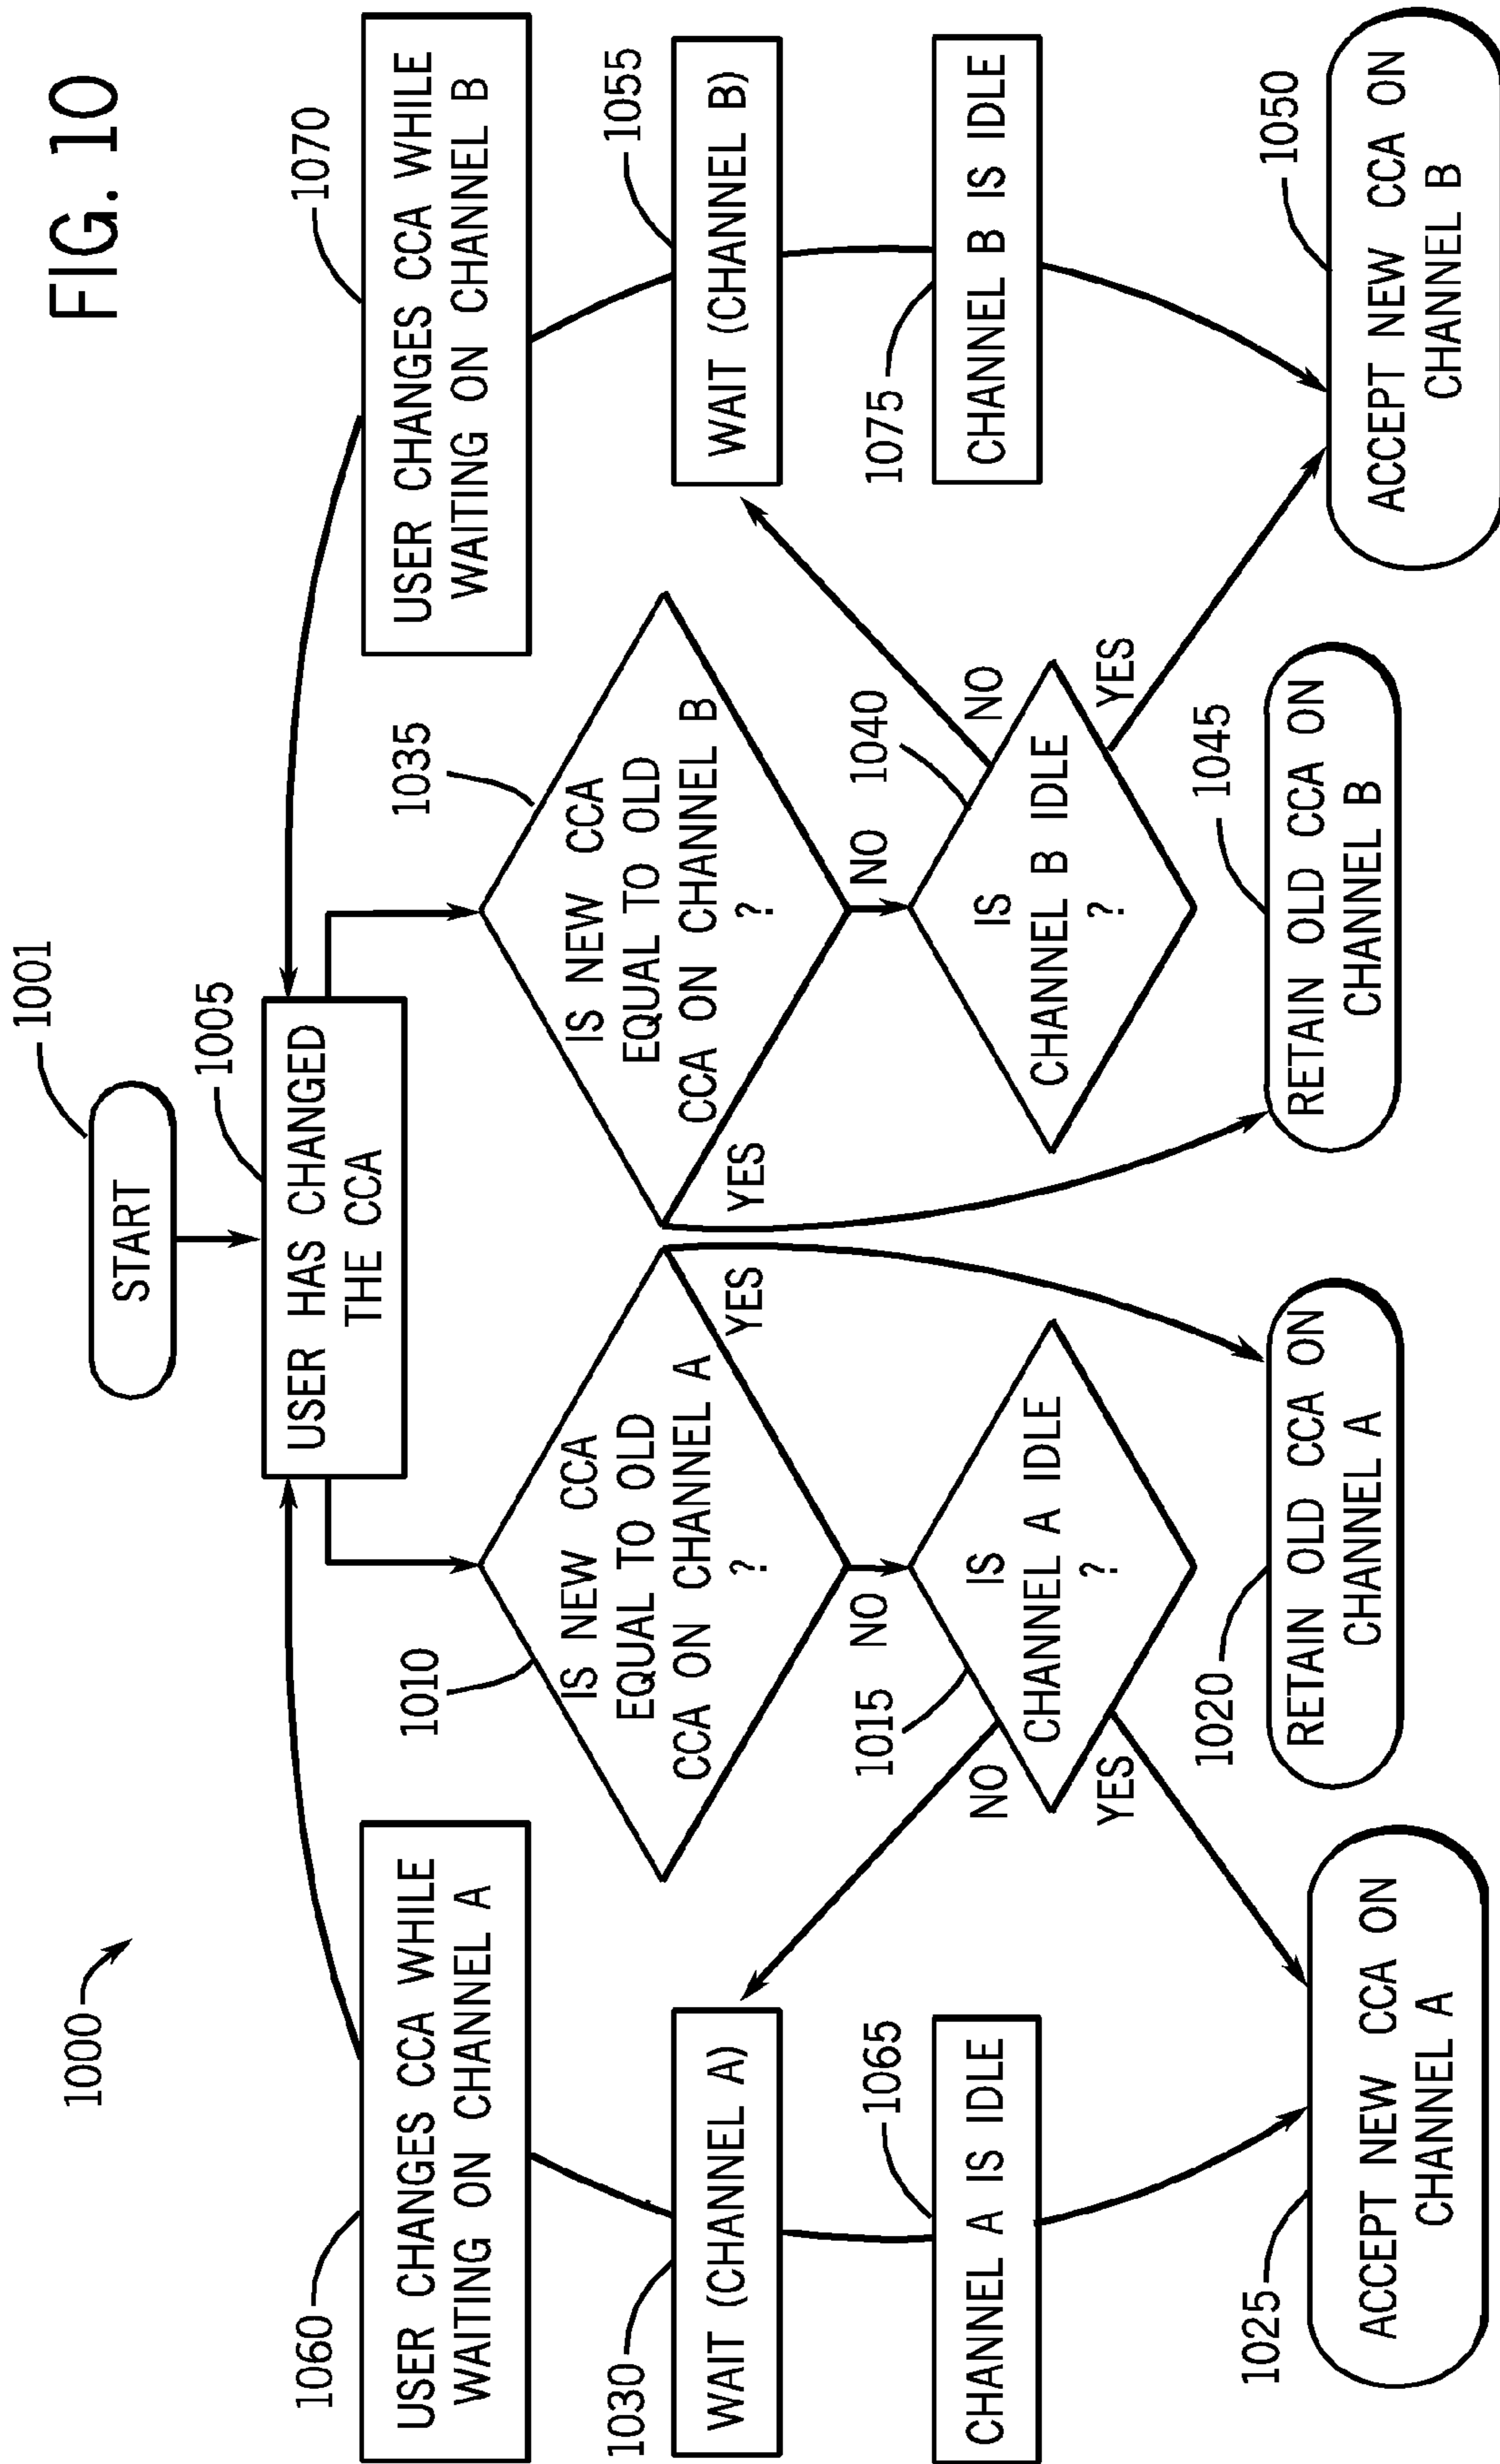 FIG. 10
1000
START
1001
USER HAS CHANGED
THE CCA
1005
USER CHANGES CCA WHILE
WAITING ON CHANNEL A
1060
USER CHANGES CCA WHILE
WAITING ON CHANNEL B
1070
IS NEW CCA
EQUAL TO OLD
CCA ON CHANNEL A
?
1010
YES
NO
IS NEW CCA
EQUAL TO OLD
CCA ON CHANNEL B
?
1035
YES
NO
WAIT (CHANNEL A)
1030
WAIT (CHANNEL B)
1055
IS
CHANNEL A IDLE
?
1015
NO
YES
IS
CHANNEL B IDLE
?
1040
NO
YES
CHANNEL A IS IDLE
1065
CHANNEL B IS IDLE
1075
ACCEPT NEW CCA ON
CHANNEL A
1025
RETAIN OLD CCA ON
CHANNEL A
1020
RETAIN OLD CCA ON
CHANNEL B
1045
ACCEPT NEW CCA ON
CHANNEL B
1050